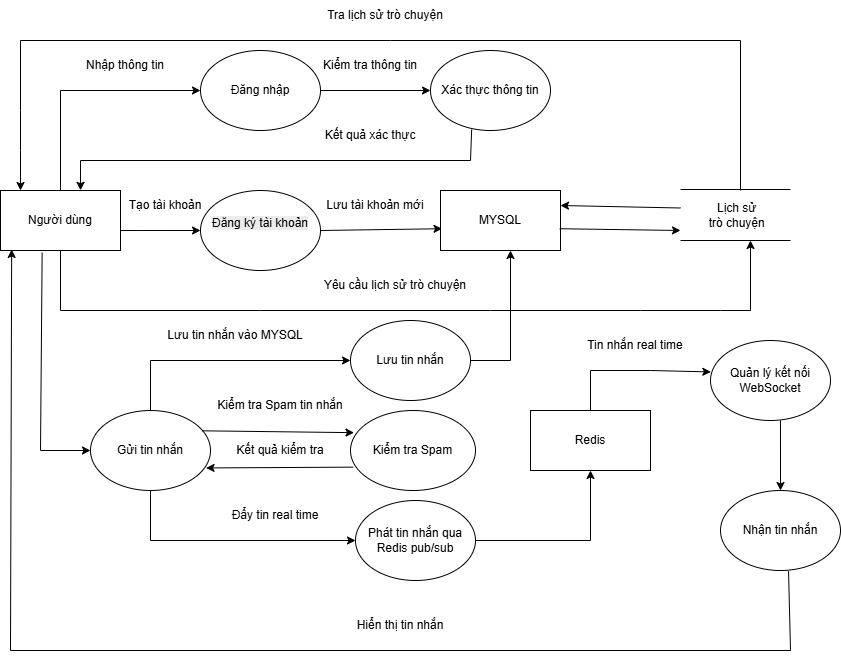 Tra lịch sử trò chuyện
Nhập thông tin
Kiểm tra thông tin
Đăng nhập
Xác thực thông tin
Kết quả xác thực
Người dùng
Tạo tài khoản
Đăng ký tài khoản
Lưu tài khoản mới
MYSQL
Lịch sử
trò chuyện
Yêu cầu lịch sử trò chuyện
Lưu tin nhắn vào MYSQL
Lưu tin nhắn
Tin nhắn real time
Quản lý kết nối
WebSocket
Kiểm tra Spam tin nhắn
Gửi tin nhắn
Kết quả kiểm tra
Kiểm tra Spam
Redis
Đẩy tin real time
Phát tin nhắn qua
Redis pub/sub
Nhận tin nhắn
Hiển thị tin nhắn